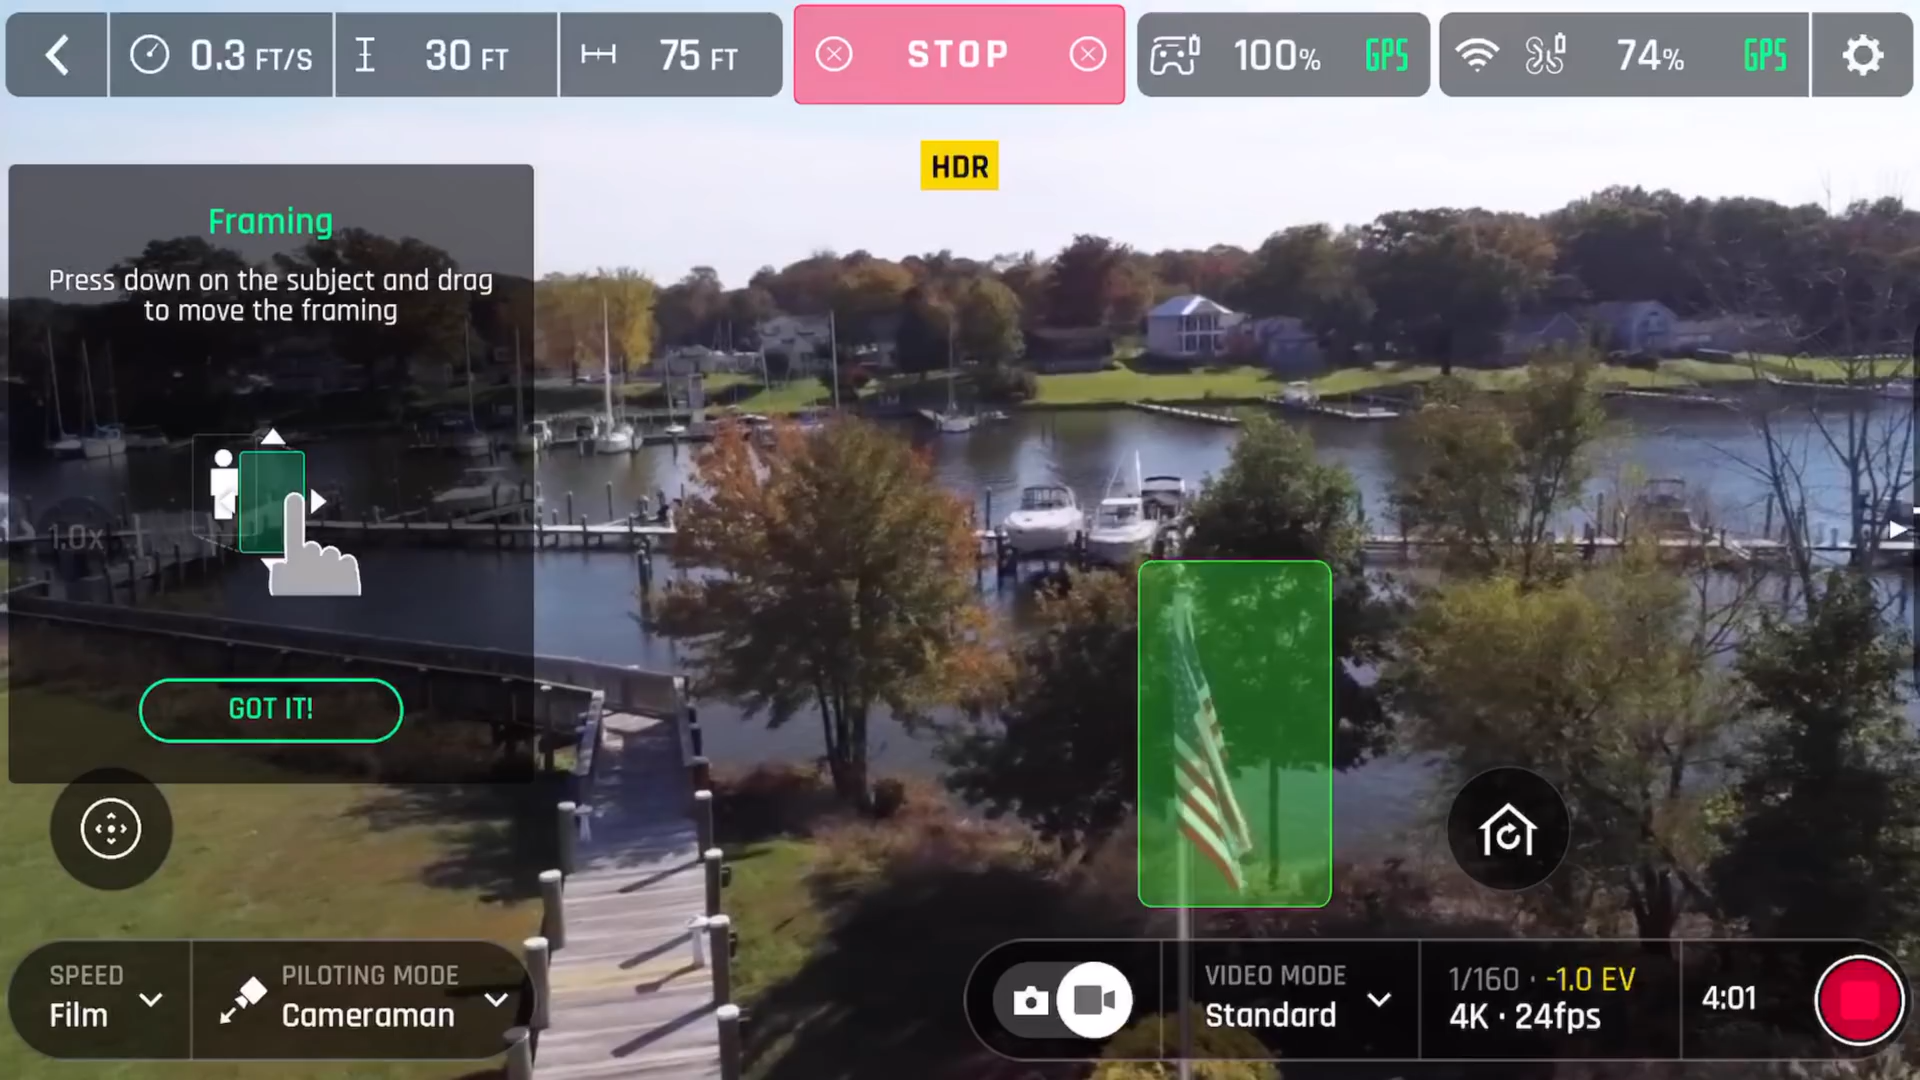 0.3 FT/S
30 FT
75 FT
STOP
100%
GPS
74%
GPS
HDR
Framing
Press down on the subject and drag
to move the framing
1.0x
GOT IT!
SPEED
Film
PILOTING MODE
Cameraman
VIDEO MODE
Standard
1/160 · -1.0 EV
4K · 24fps
4:01